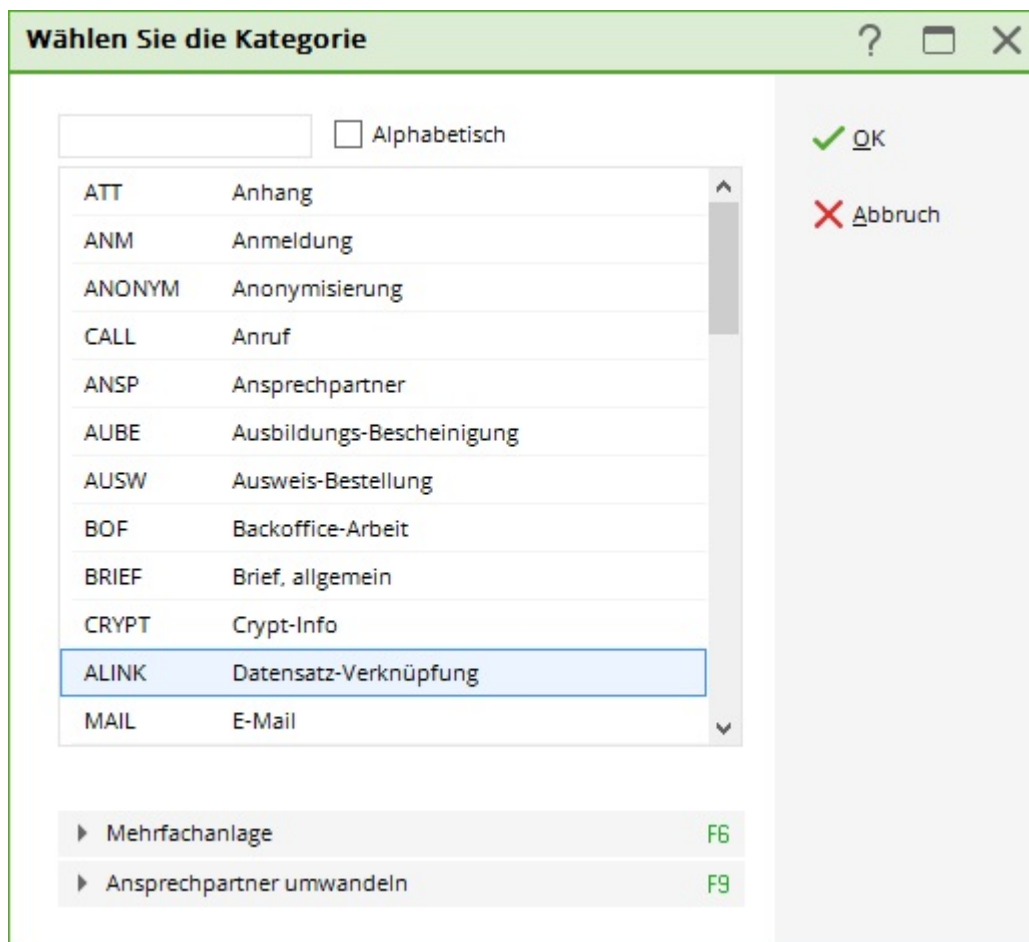 Wählen Sie die Kategorie
Alphabetisch
OK
ATT Anhang
Abbruch
ANM Anmeldung
ANONYM Anonymisierung
CALL Anruf
ANSP Ansprechpartner
AUBE Ausbildungs-Bescheinigung
AUSW Ausweis-Bestellung
BOF Backoffice-Arbeit
BRIEF Brief, allgemein
CRYPT Crypt-Info
ALINK Datensatz-Verknüpfung
MAIL E-Mail
Mehrfachanlage F6
Ansprechpartner umwandeln F9